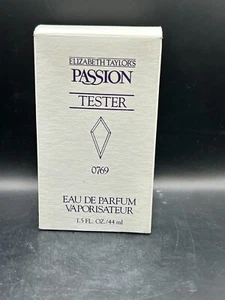 ELIZABETH TAYLOR'S
PASSION
TESTER
0769
EAU DE PARFUM
VAPORISATEUR
1.5 FL. OZ./44 ml